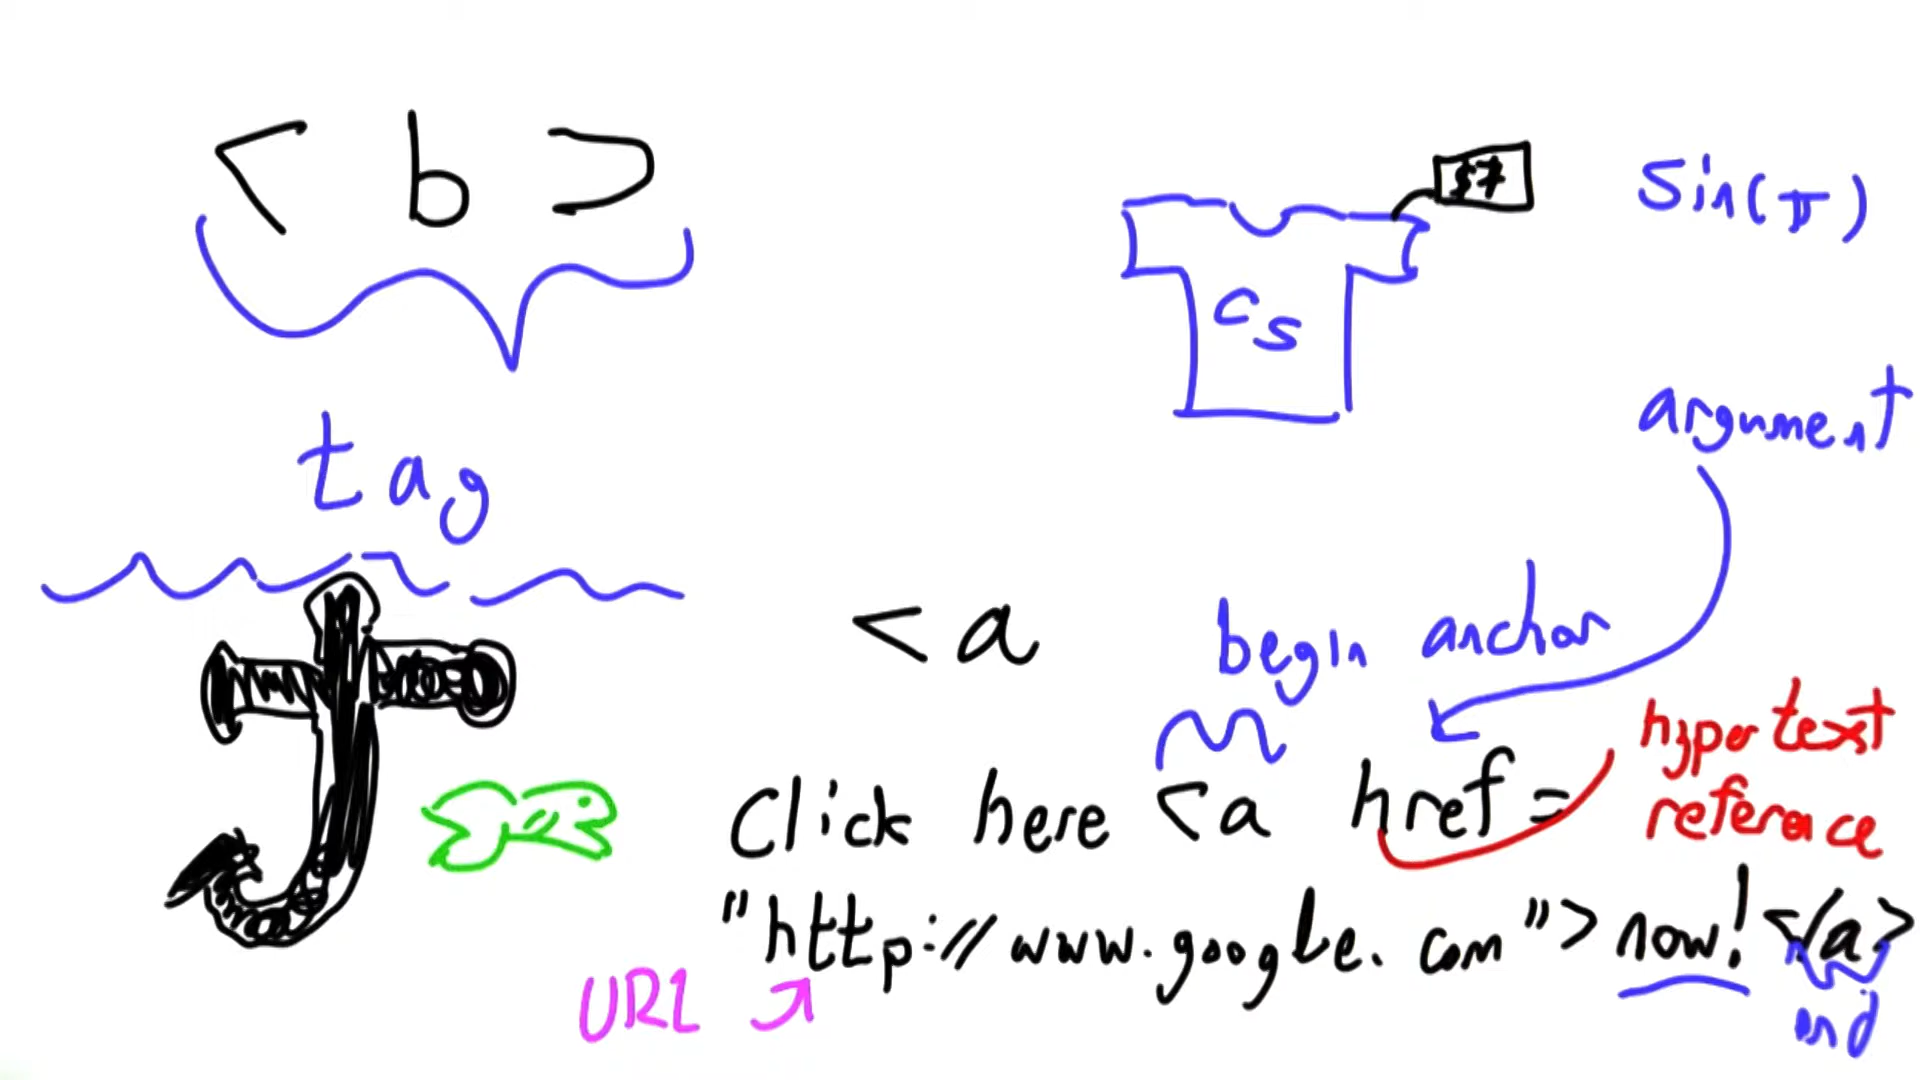 < b >
$7
sin(π)
cs
argument
tag
<a
begin anchor
hypertext
reference
Click here <a href=
"http://www.google.com"> now! </a>
URL
end